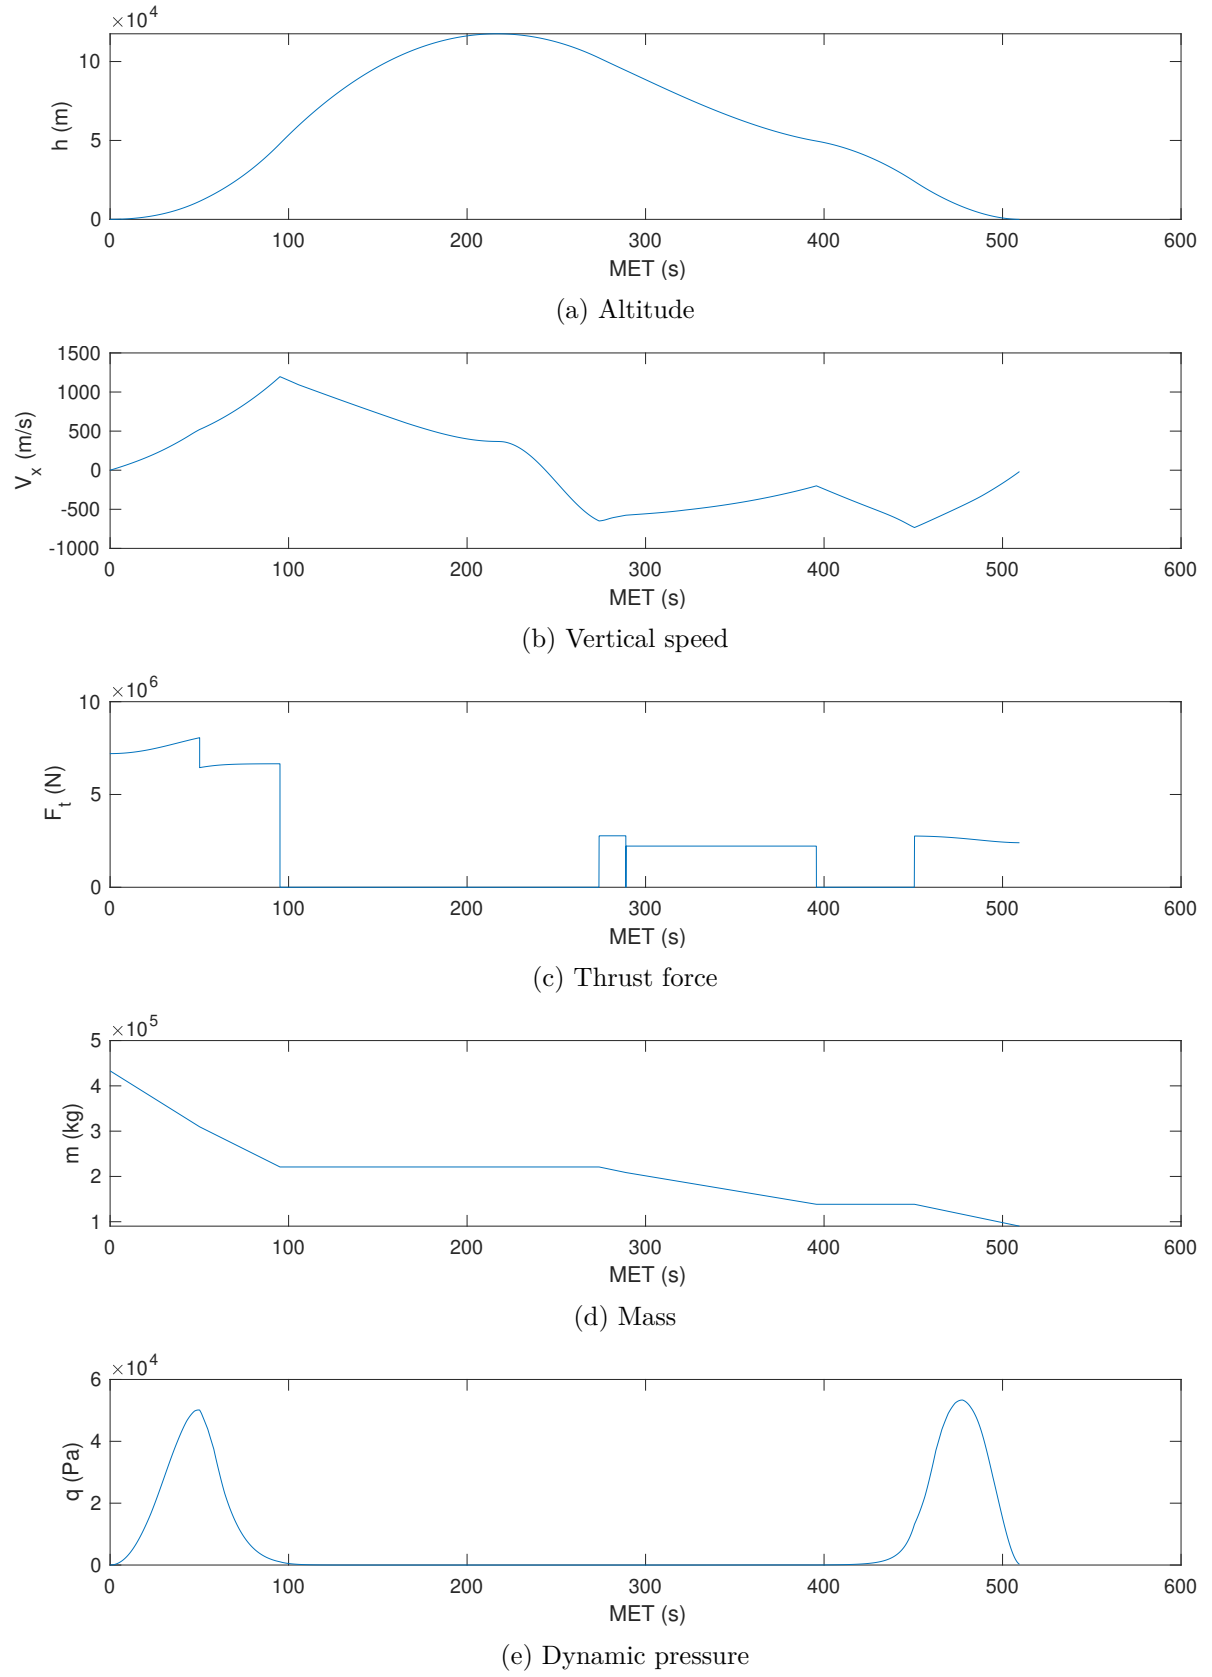 ×10^4
10
5
0
h (m)
0 100 200 300 400 500 600
MET (s)
(a) Altitude
1500
1000
500
0
-500
-1000
V_x (m/s)
0 100 200 300 400 500 600
MET (s)
(b) Vertical speed
×10^6
10
5
0
F_t (N)
0 100 200 300 400 500 600
MET (s)
(c) Thrust force
×10^5
5
4
3
2
1
m (kg)
0 100 200 300 400 500 600
MET (s)
(d) Mass
×10^4
6
4
2
0
q (Pa)
0 100 200 300 400 500 600
MET (s)
(e) Dynamic pressure